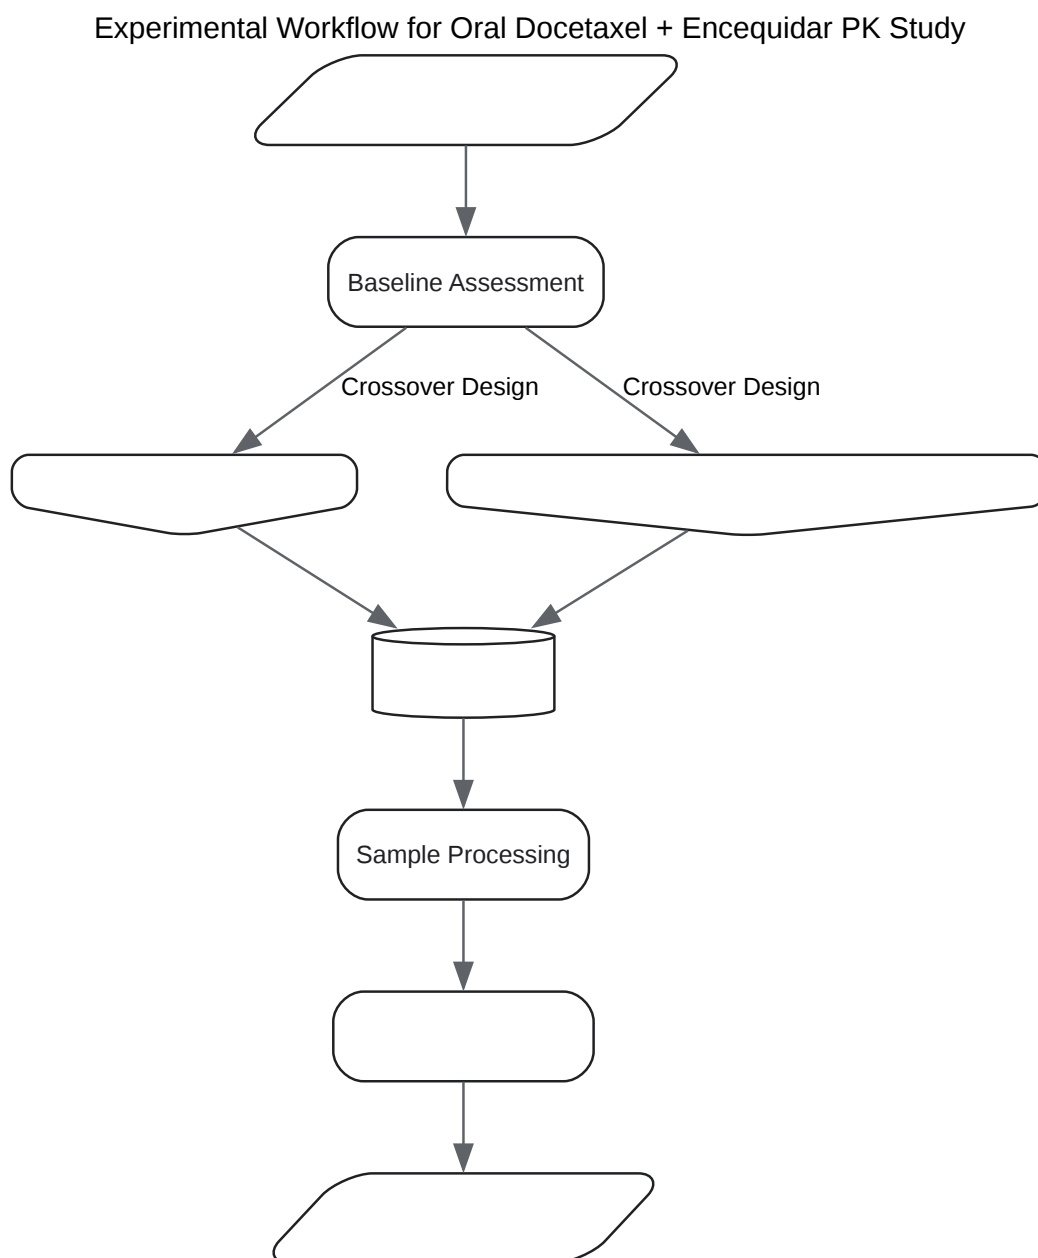 Experimental Workflow for Oral Docetaxel + Encequidar PK Study
Baseline Assessment
Crossover Design
Crossover Design
Sample Processing